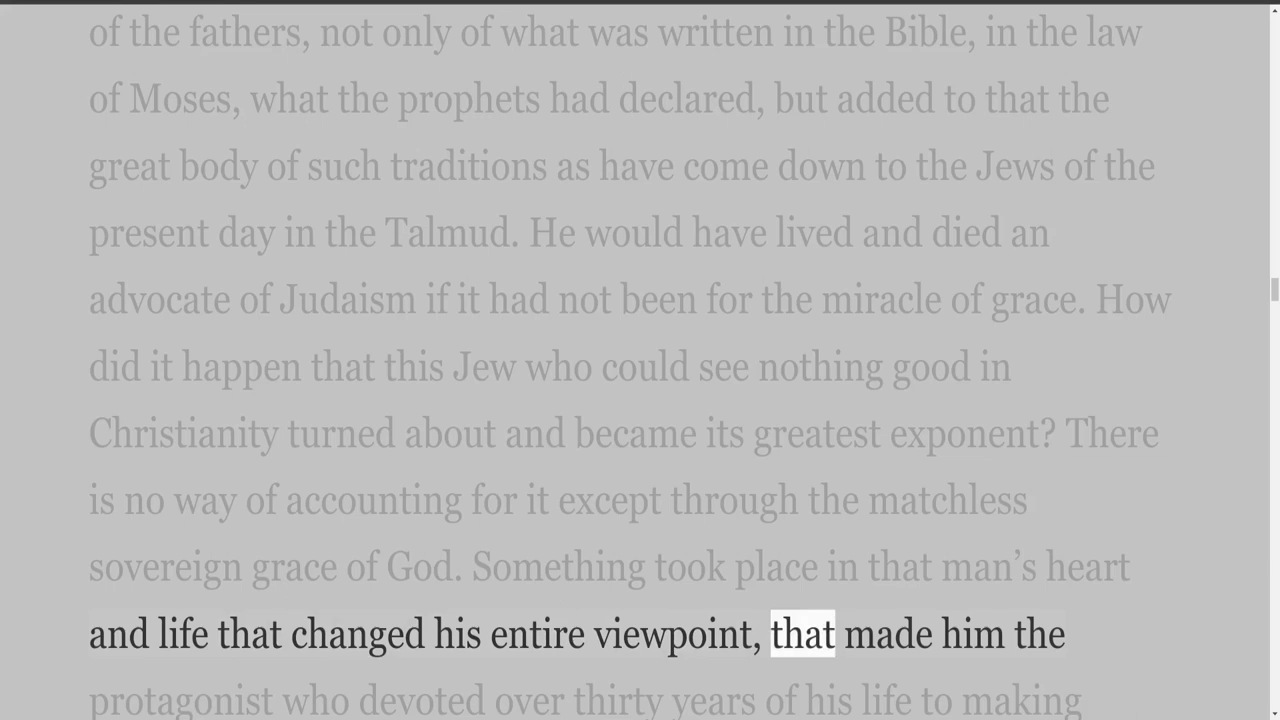 of the fathers, not only of what was written in the Bible, in the law
of Moses, what the prophets had declared, but added to that the
great body of such traditions as have come down to the Jews of the
present day in the Talmud. He would have lived and died an
advocate of Judaism if it had not been for the miracle of grace. How
did it happen that this Jew who could see nothing good in
Christianity turned about and became its greatest exponent? There
is no way of accounting for it except through the matchless
sovereign grace of God. Something took place in that man’s heart
and life that changed his entire viewpoint, that made him the
protagonist who devoted over thirty years of his life to making